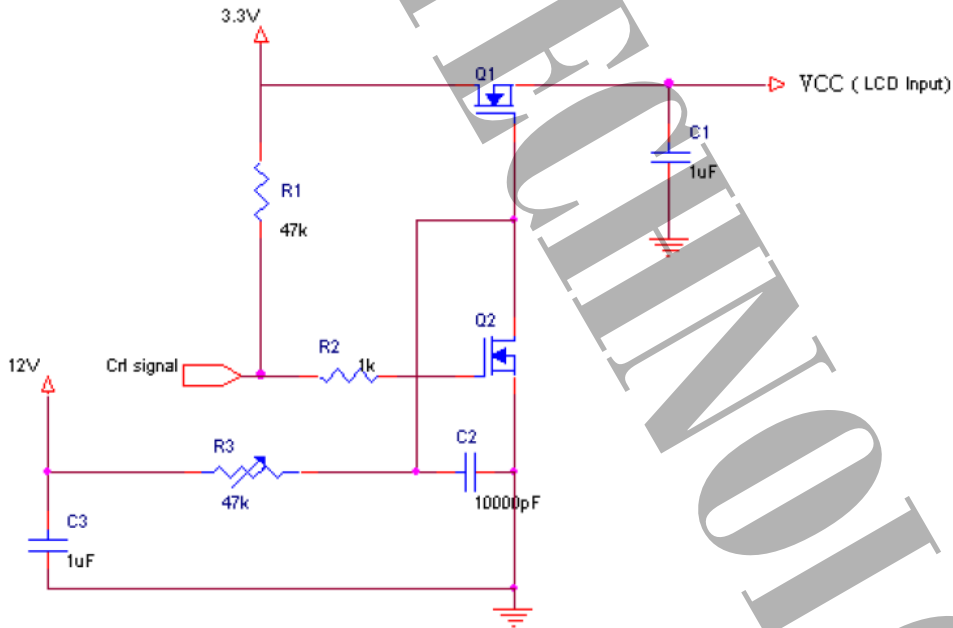 3.3V
Q1
VCC ( LCD Input)
C1
1uF
R1
47k
Q2
R2
1k
Crl signal
12V
R3
47k
C2
10000pF
C3
1uF